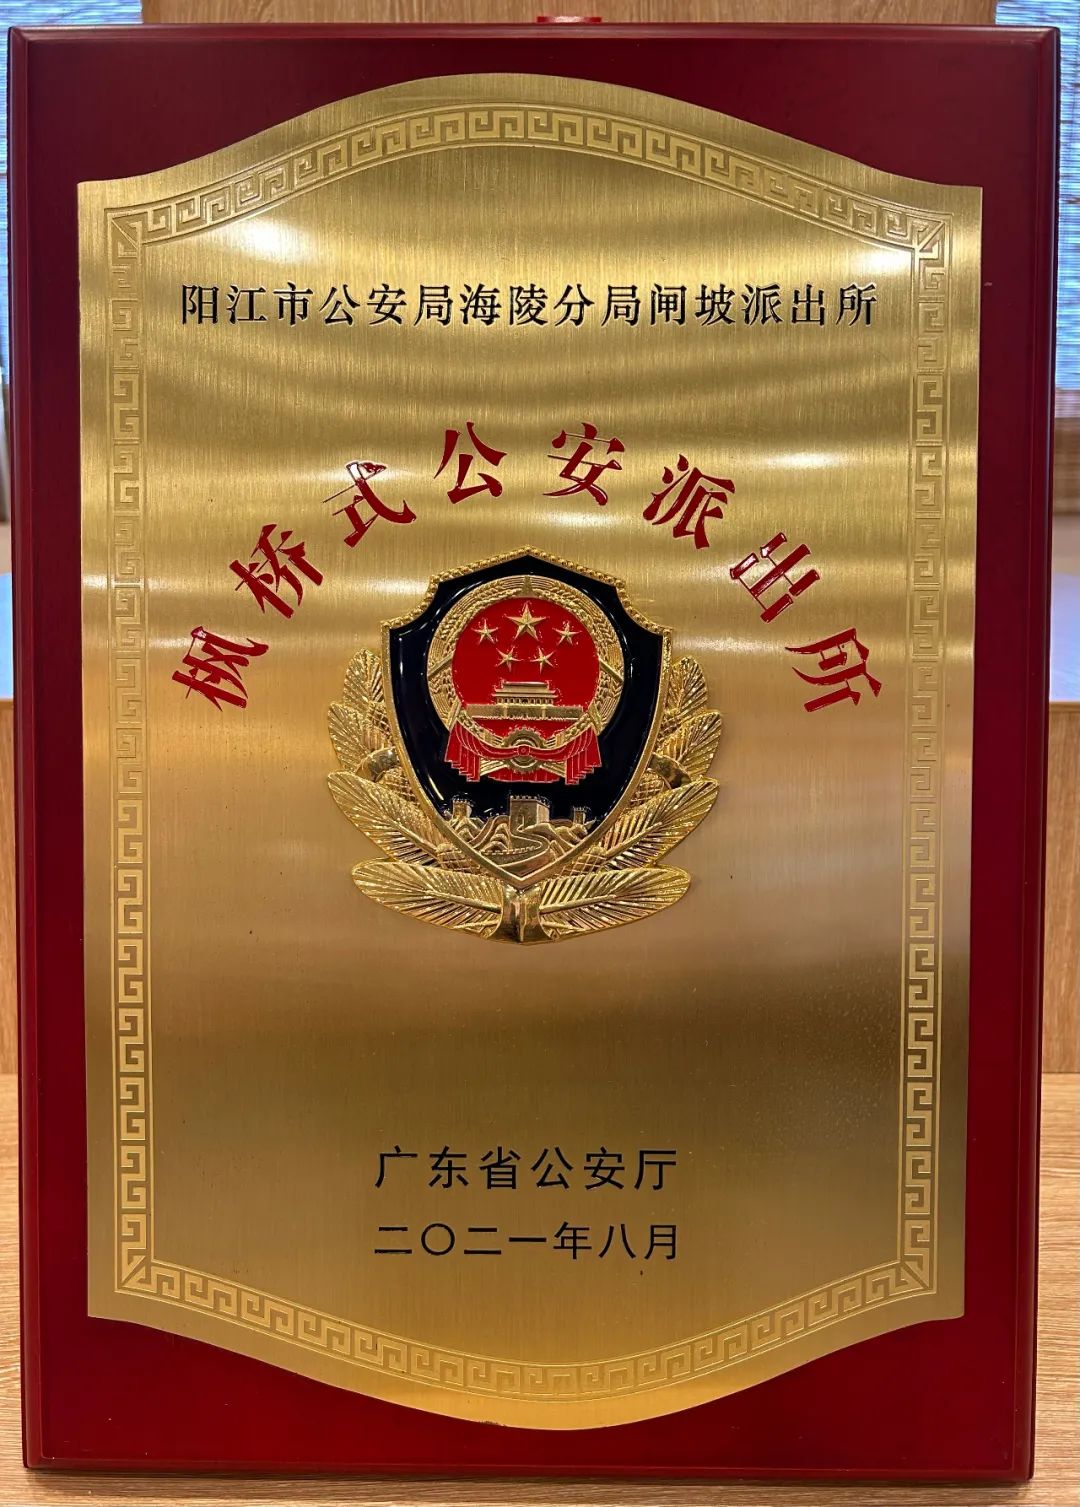 阳江市公安局海陵分局闸坡派出所
枫桥式公安派出所
广东省公安厅
二〇二一年八月